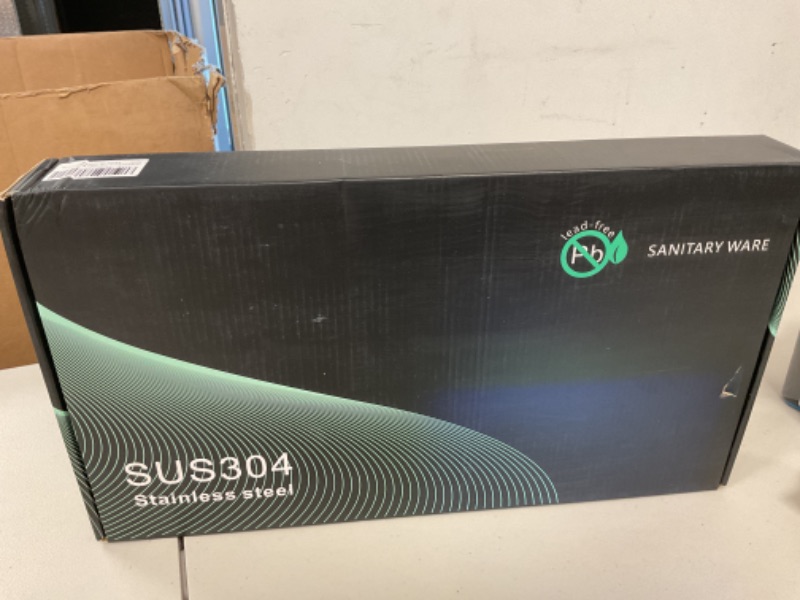 lead-free
Pb
SANITARY WARE
SUS304
Stainless steel